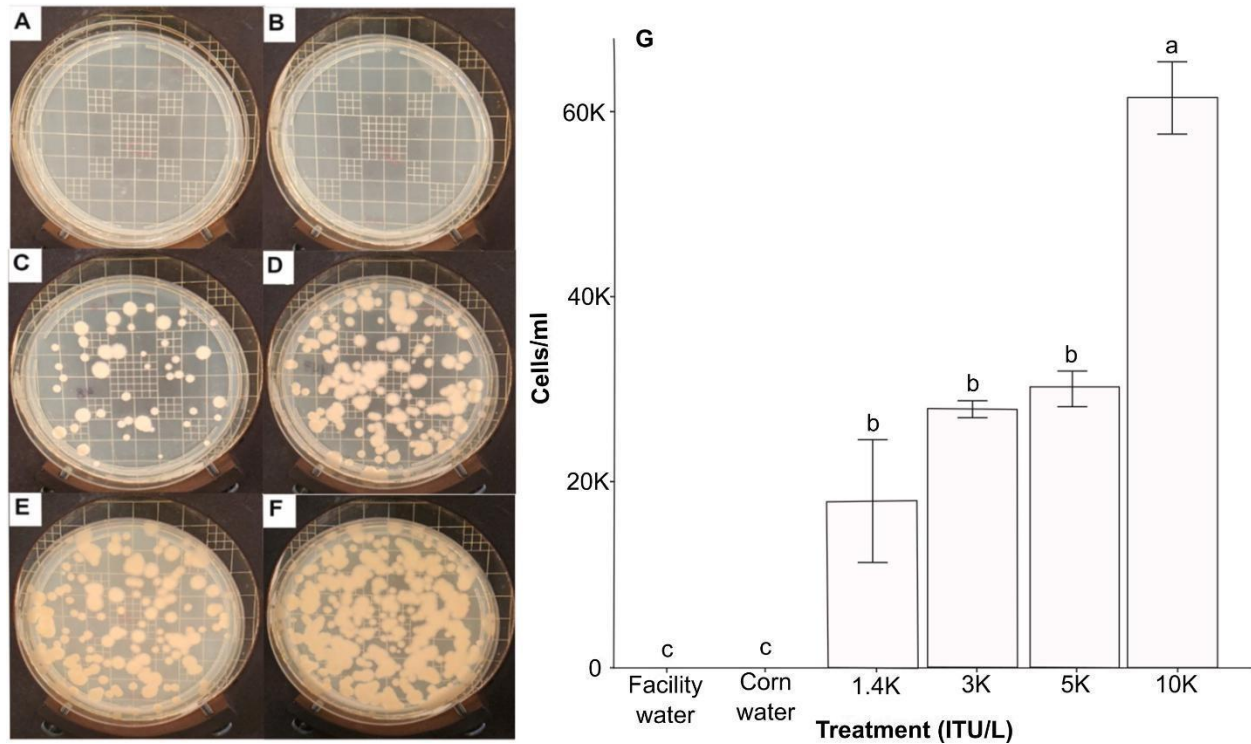 A
B
C
D
E
F
G
Cells/ml
60K
40K
20K
0
c
c
b
b
b
a
Facility
water
Corn
water
1.4K
3K
5K
10K
Treatment (ITU/L)